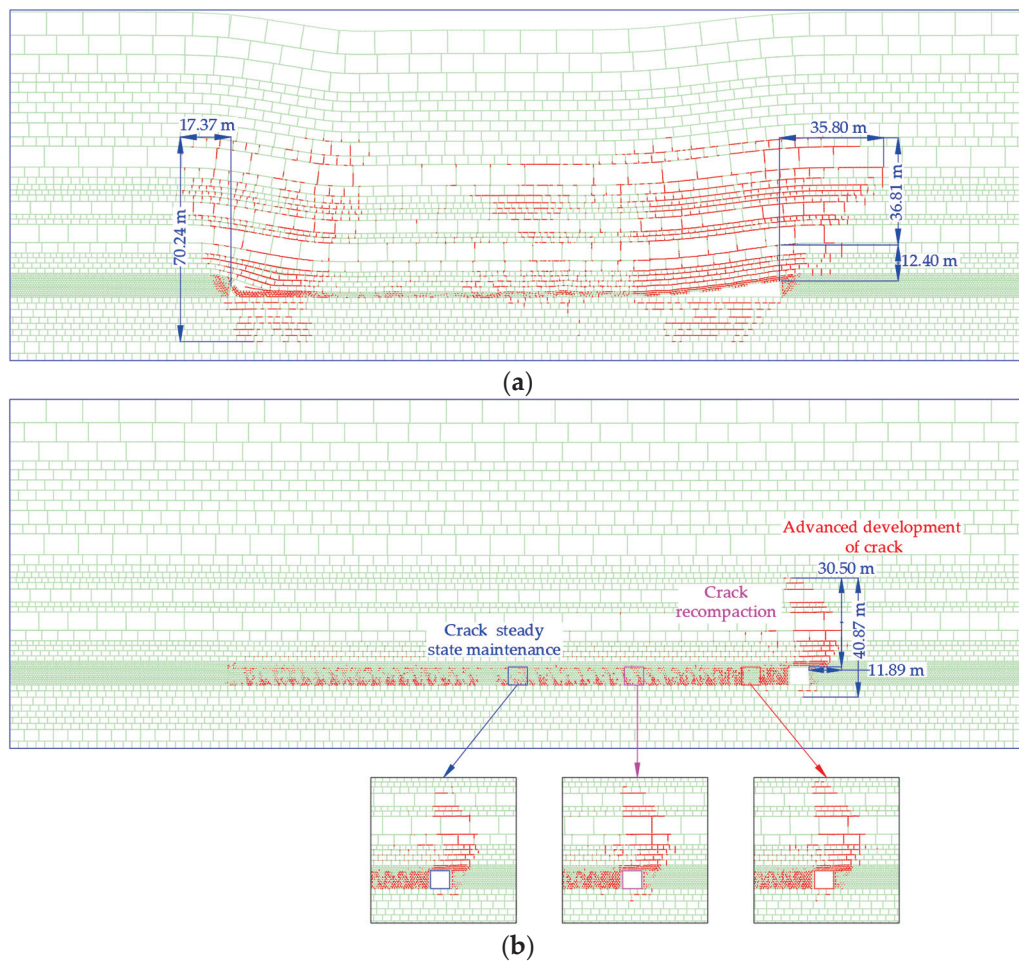 17.37 m
35.80 m
70.24 m
36.81 m
12.40 m
(a)
Advanced development
of crack
30.50 m
Crack
recompaction
40.87 m
Crack steady
state maintenance
11.89 m
(b)